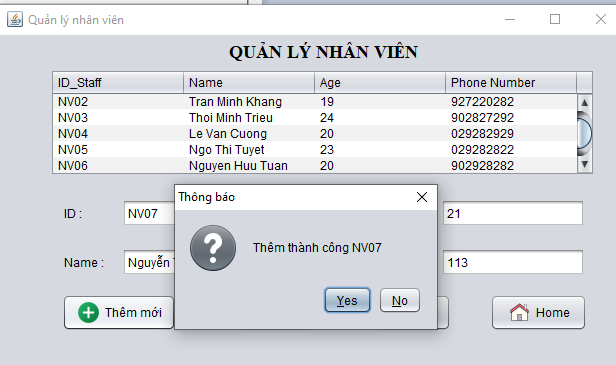 Quản lý nhân viên
QUẢN LÝ NHÂN VIÊN
ID_Staff Name Age Phone Number
NV02 Tran Minh Khang 19 927220282
NV03 Thoi Minh Trieu 24 902827292
NV04 Le Van Cuong 20 029282929
NV05 Ngo Thi Tuyet 23 029282822
NV06 Nguyen Huu Tuan 20 902928282
Thông báo
ID : NV07 21
Thêm thành công NV07
Name : Nguyễn 113
Yes No
Thêm mới Home